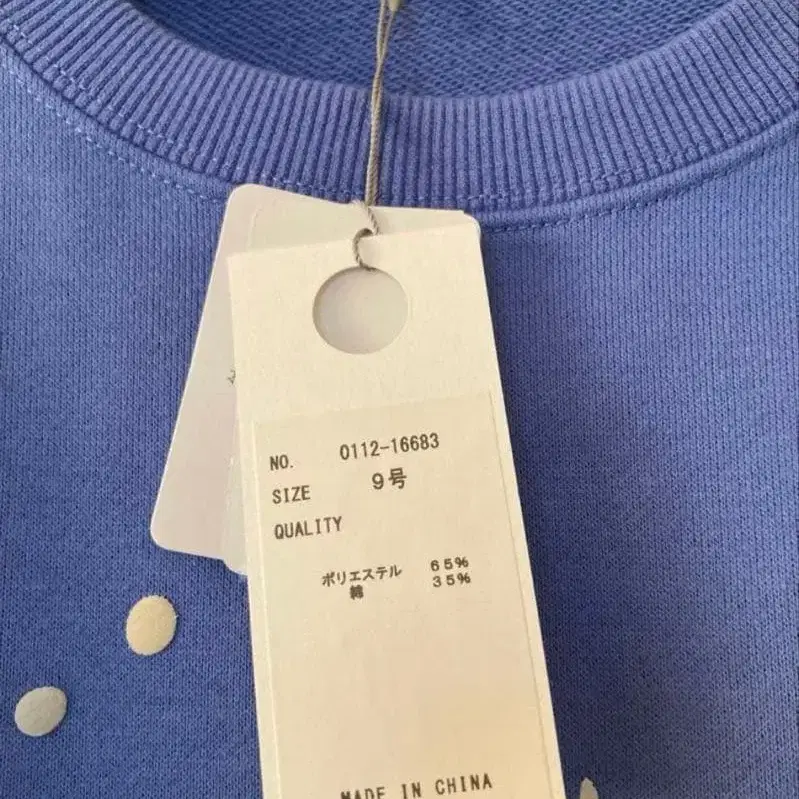 NO. 0112-16683
SIZE 9号
QUALITY
ポリエステル 65%
綿 35%
MADE IN CHINA